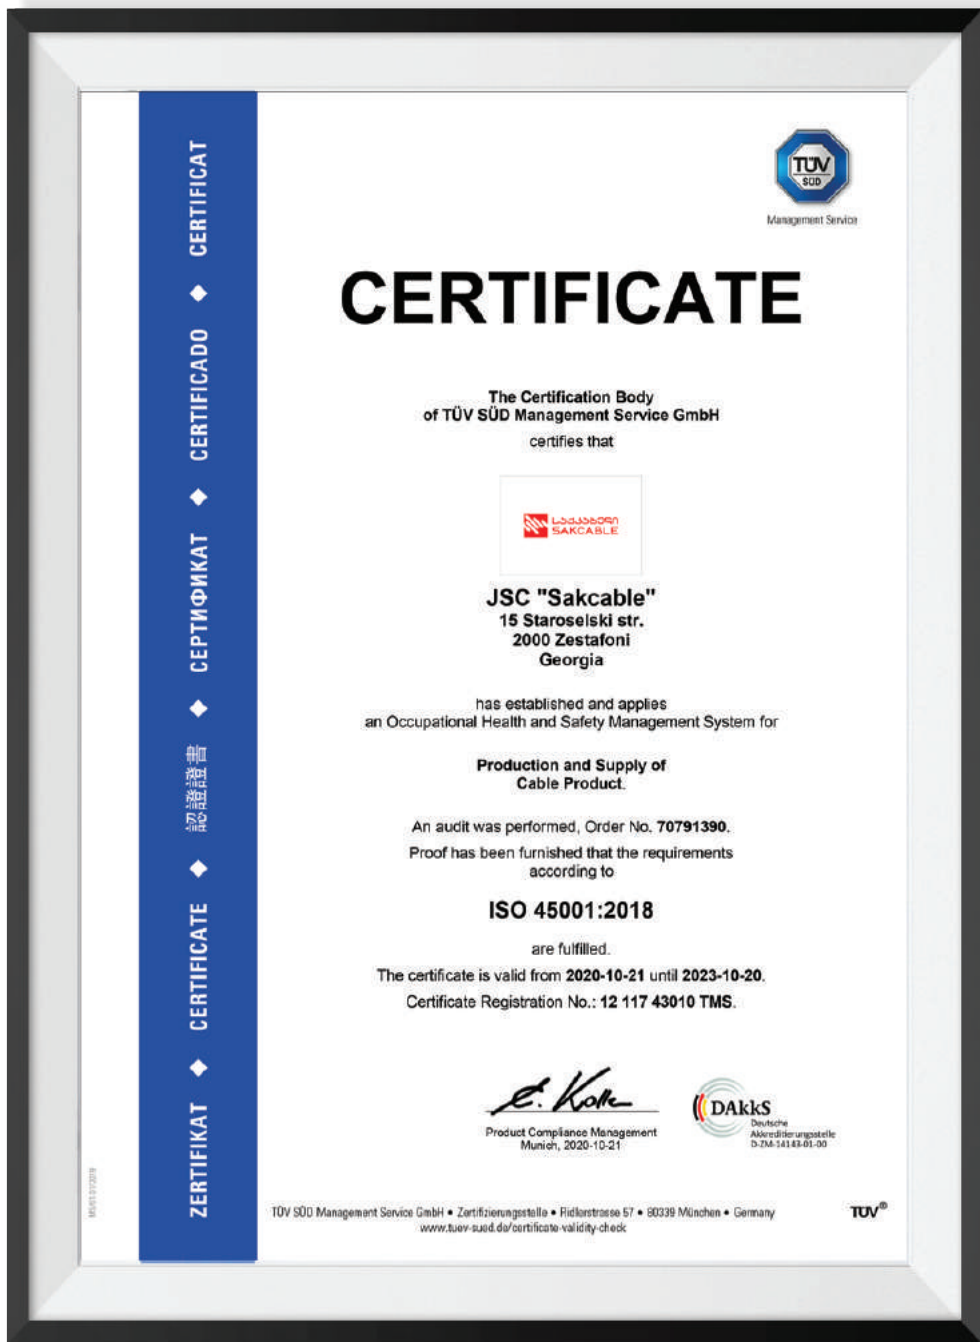 ZERTIFIKAT ◆ CERTIFICATE ◆ 認證證書 ◆ СЕРТИФИКАТ ◆ CERTIFICADO ◆ CERTIFICAT
TÜV
SÜD
Management Service
CERTIFICATE
The Certification Body
of TÜV SÜD Management Service GmbH
certifies that
საქკაბელი
SAKCABLE
JSC "Sakcable"
15 Staroselski str.
2000 Zestafoni
Georgia
has established and applies
an Occupational Health and Safety Management System for
Production and Supply of
Cable Product.
An audit was performed, Order No. 70791390.
Proof has been furnished that the requirements
according to
ISO 45001:2018
are fulfilled.
The certificate is valid from 2020-10-21 until 2023-10-20.
Certificate Registration No.: 12 117 43010 TMS.
E. Kolle
Product Compliance Management
Munich, 2020-10-21
DAkkS
Deutsche
Akkreditierungsstelle
D-ZM-14143-01-00
TÜV SÜD Management Service GmbH • Zertifizierungsstelle • Ridlerstrasse 57 • 80339 München • Germany
www.tuev-sued.de/certificate-validity-check
TÜV®